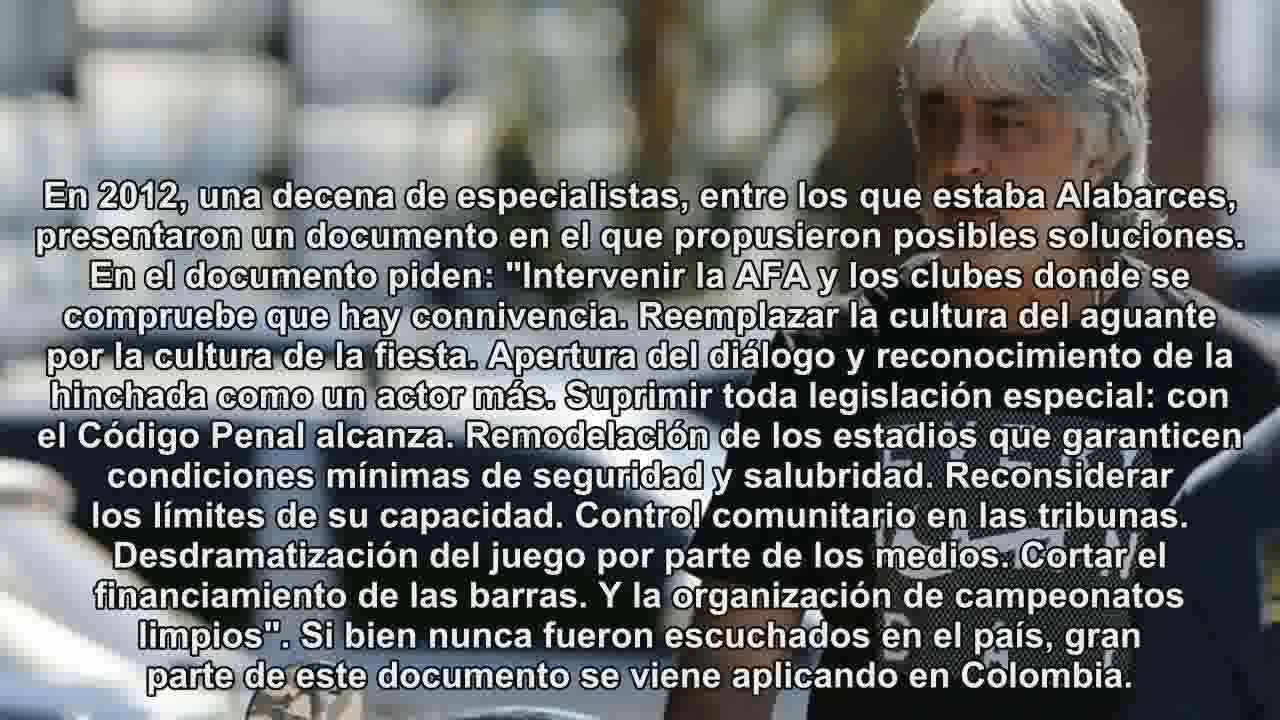 En 2012, una decena de especialistas, entre los que estaba Alabarces,
presentaron un documento en el que propusieron posibles soluciones.
En el documento piden: "Intervenir la AFA y los clubes donde se
compruebe que hay connivencia. Reemplazar la cultura del aguante
por la cultura de la fiesta. Apertura del diálogo y reconocimiento de la
hinchada como un actor más. Suprimir toda legislación especial: con
el Código Penal alcanza. Remodelación de los estadios que garanticen
condiciones mínimas de seguridad y salubridad. Reconsiderar
los límites de su capacidad. Control comunitario en las tribunas.
Desdramatización del juego por parte de los medios. Cortar el
financiamiento de las barras. Y la organización de campeonatos
limpios". Si bien nunca fueron escuchados en el país, gran
parte de este documento se viene aplicando en Colombia.